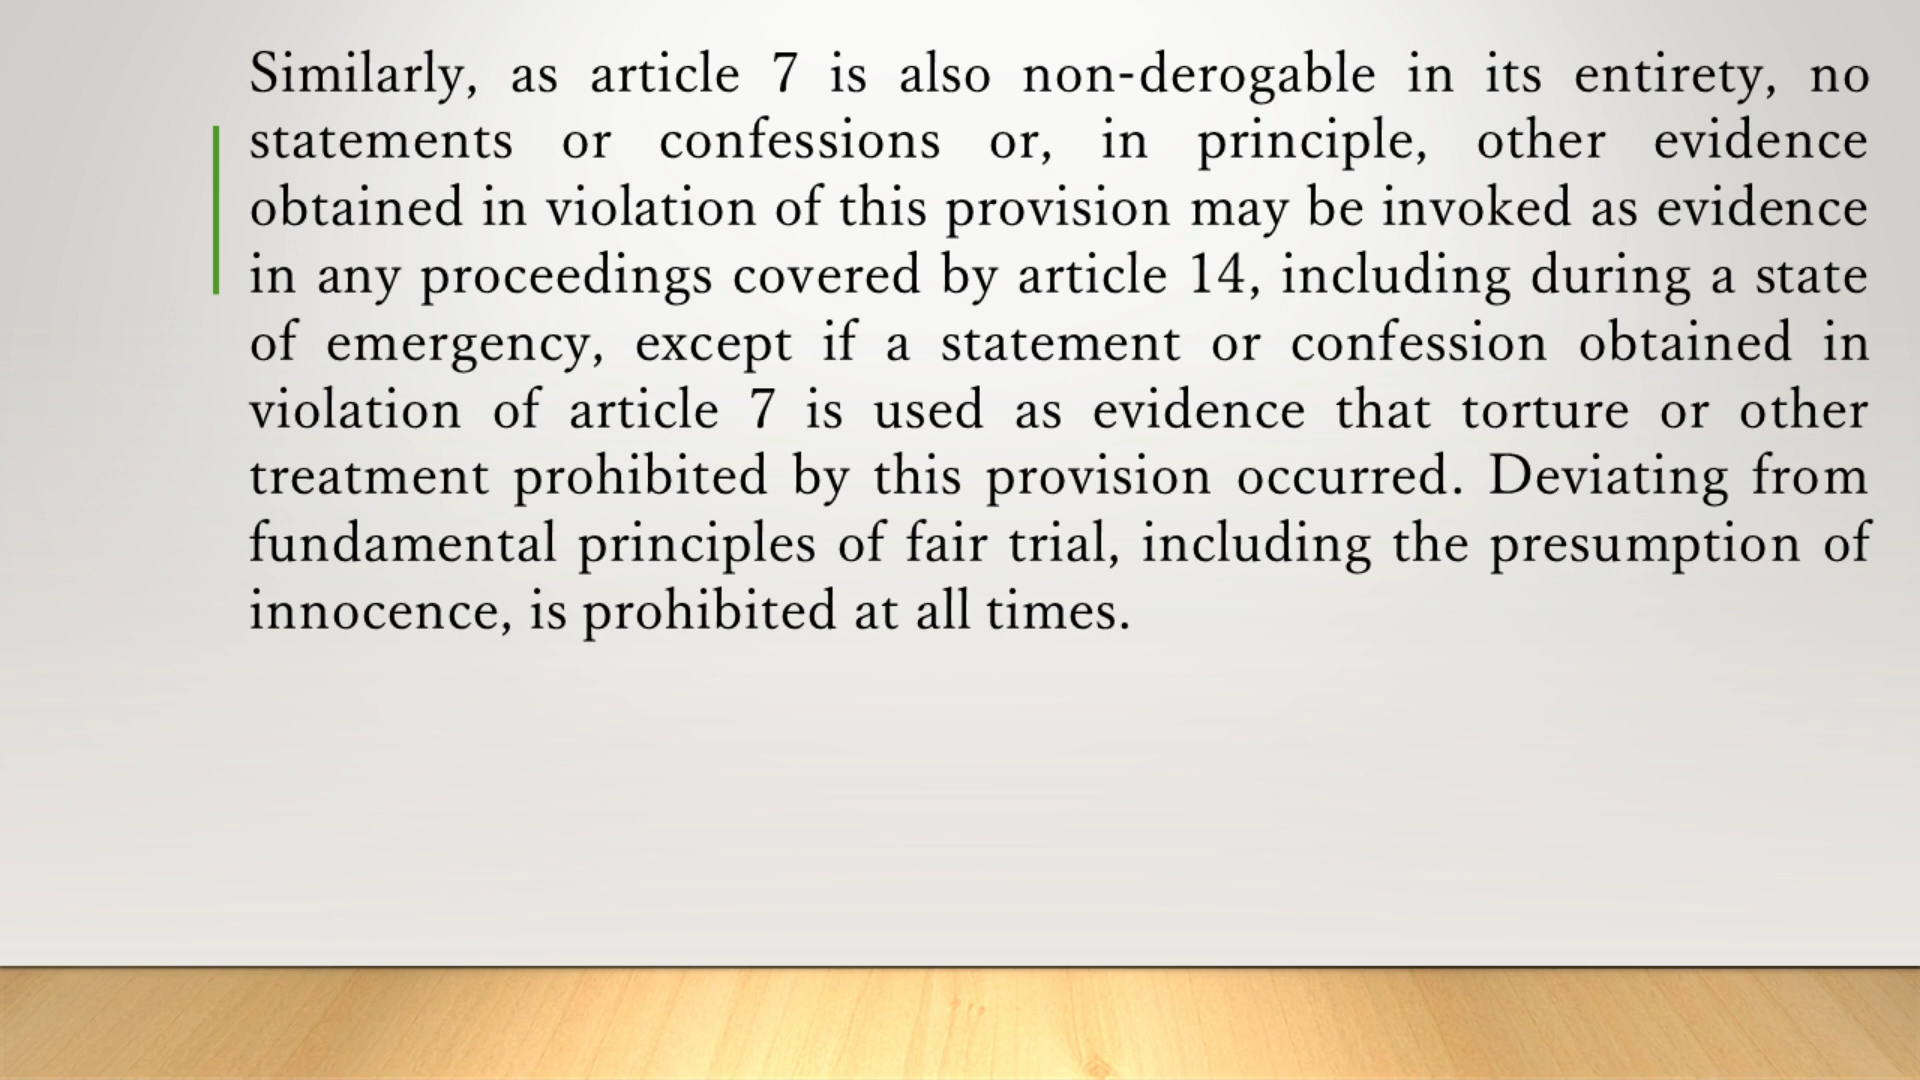 Similarly, as article 7 is also non-derogable in its entirety, no
statements or confessions or, in principle, other evidence
obtained in violation of this provision may be invoked as evidence
in any proceedings covered by article 14, including during a state
of emergency, except if a statement or confession obtained in
violation of article 7 is used as evidence that torture or other
treatment prohibited by this provision occurred. Deviating from
fundamental principles of fair trial, including the presumption of
innocence, is prohibited at all times.